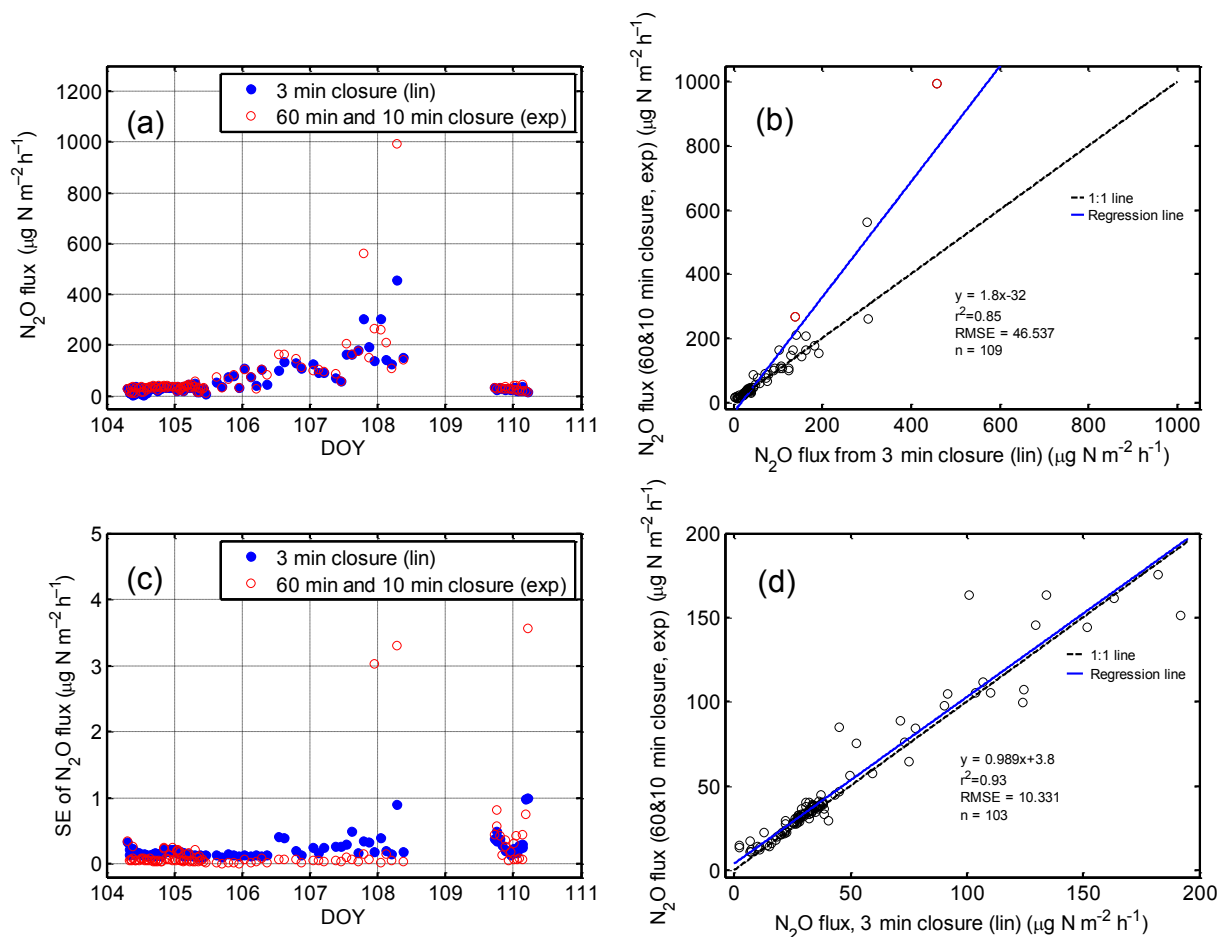 3 min closure (lin)
60 min and 10 min closure (exp)
(a)
N₂O flux (μg N m⁻² h⁻¹)
1200
1000
800
600
400
200
0
104 105 106 107 108 109 110 111
DOY
(b)
N₂O flux (60&10 min closure, exp) (μg N m⁻² h⁻¹)
1000
800
600
400
200
0
1:1 line
Regression line
y = 1.8x-32
r²=0.85
RMSE = 46.537
n = 109
0 200 400 600 800 1000
N₂O flux from 3 min closure (lin) (μg N m⁻² h⁻¹)
3 min closure (lin)
60 min and 10 min closure (exp)
(c)
SE of N₂O flux (μg N m⁻² h⁻¹)
5
4
3
2
1
0
104 105 106 107 108 109 110 111
DOY
(d)
N₂O flux (60&10 min closure, exp) (μg N m⁻² h⁻¹)
200
150
100
50
0
1:1 line
Regression line
y = 0.989x+3.8
r²=0.93
RMSE = 10.331
n = 103
0 50 100 150 200
N₂O flux, 3 min closure (lin) (μg N m⁻² h⁻¹)